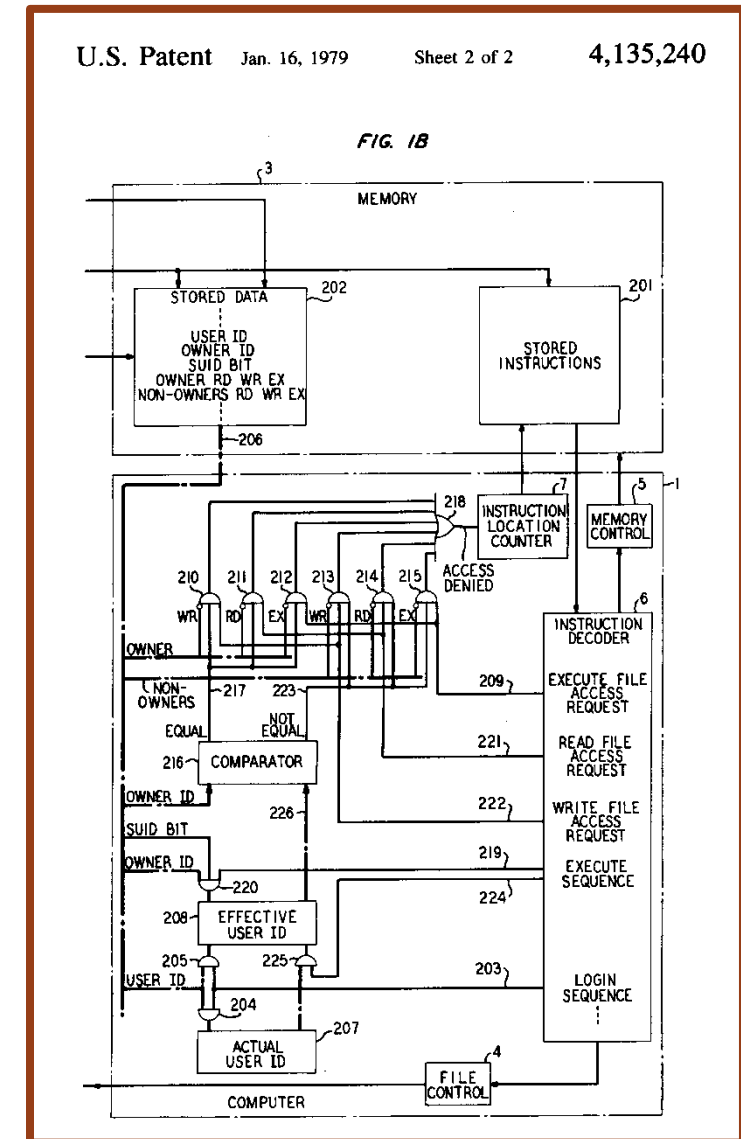 U.S. Patent Jan. 16, 1979 Sheet 2 of 2 4,135,240
FIG. 1B
3
MEMORY
STORED DATA 202
USER ID
OWNER ID
SUID BIT
OWNER RD WR EX
NON-OWNERS RD WR EX
201
STORED
INSTRUCTIONS
206
1
218
7
INSTRUCTION
LOCATION
COUNTER
5
MEMORY
CONTROL
ACCESS
DENIED
210 211 212 213 214 215
WR RD EX WR RD EX
6
INSTRUCTION
DECODER
OWNER
NON-
OWNERS
217 223
EXECUTE FILE
ACCESS
REQUEST
209
EQUAL
NOT
EQUAL
221
READ FILE
ACCESS
REQUEST
216 COMPARATOR
OWNER ID
226
222
WRITE FILE
ACCESS
REQUEST
SUID BIT
OWNER ID
219
EXECUTE
SEQUENCE
220
224
208 EFFECTIVE
USER ID
205 225
USER ID
203
LOGIN
SEQUENCE
204
207
ACTUAL
USER ID
4
FILE
CONTROL
COMPUTER